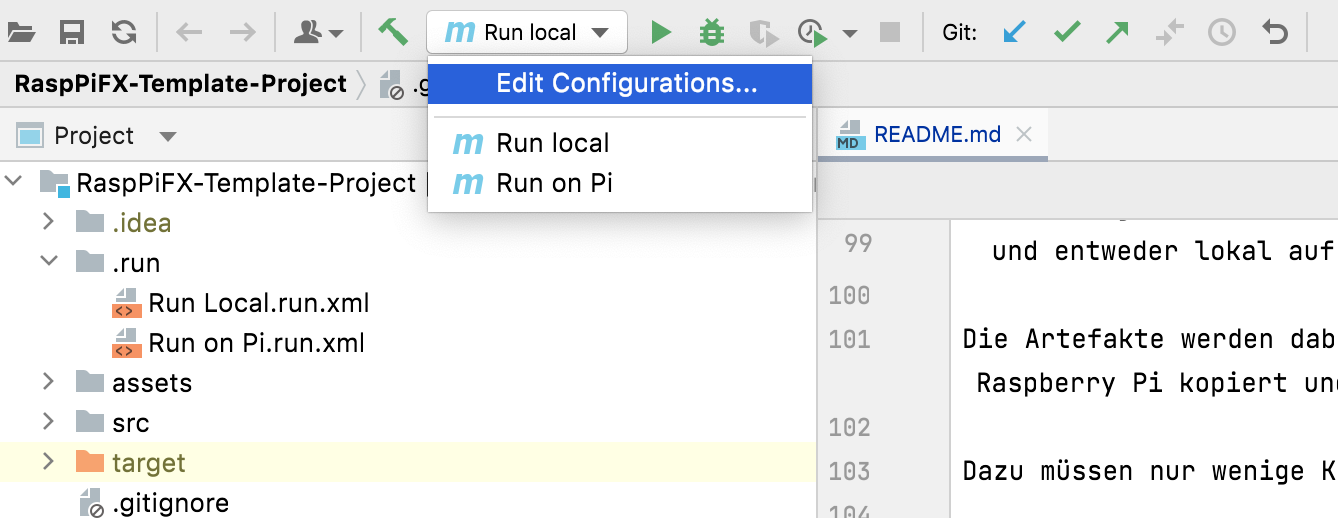 Run local
Git:
RaspPiFX-Template-Project
.g
Edit Configurations...
Run local
Run on Pi
Project
README.md
MD
RaspPiFX-Template-Project
.idea
.run
Run Local.run.xml
Run on Pi.run.xml
assets
src
target
.gitignore
99 und entweder lokal auf
100
101 Die Artefakte werden dab
Raspberry Pi kopiert und
102
103 Dazu müssen nur wenige K
104